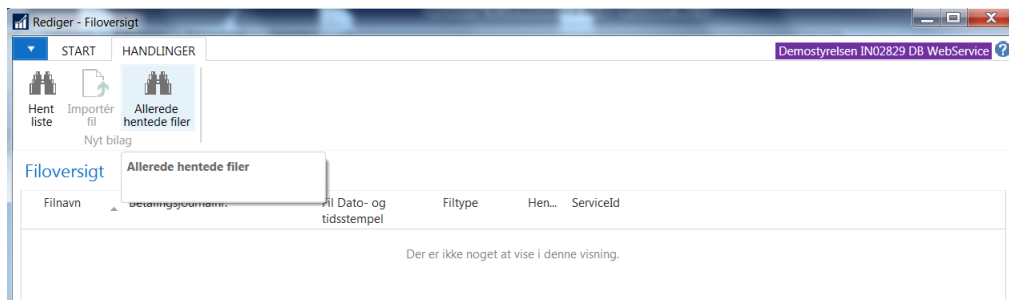 Rediger - Filoversigt
START HANDLINGER
Demostyrelsen IN02829 DB WebService
Hent liste
Importér fil
Allerede hentede filer
Nyt bilag
Filoversigt
Allerede hentede filer
Filnavn Betalingsjournalnr. Fil Dato- og tidsstempel Filtype Hen... ServiceId
Der er ikke noget at vise i denne visning.